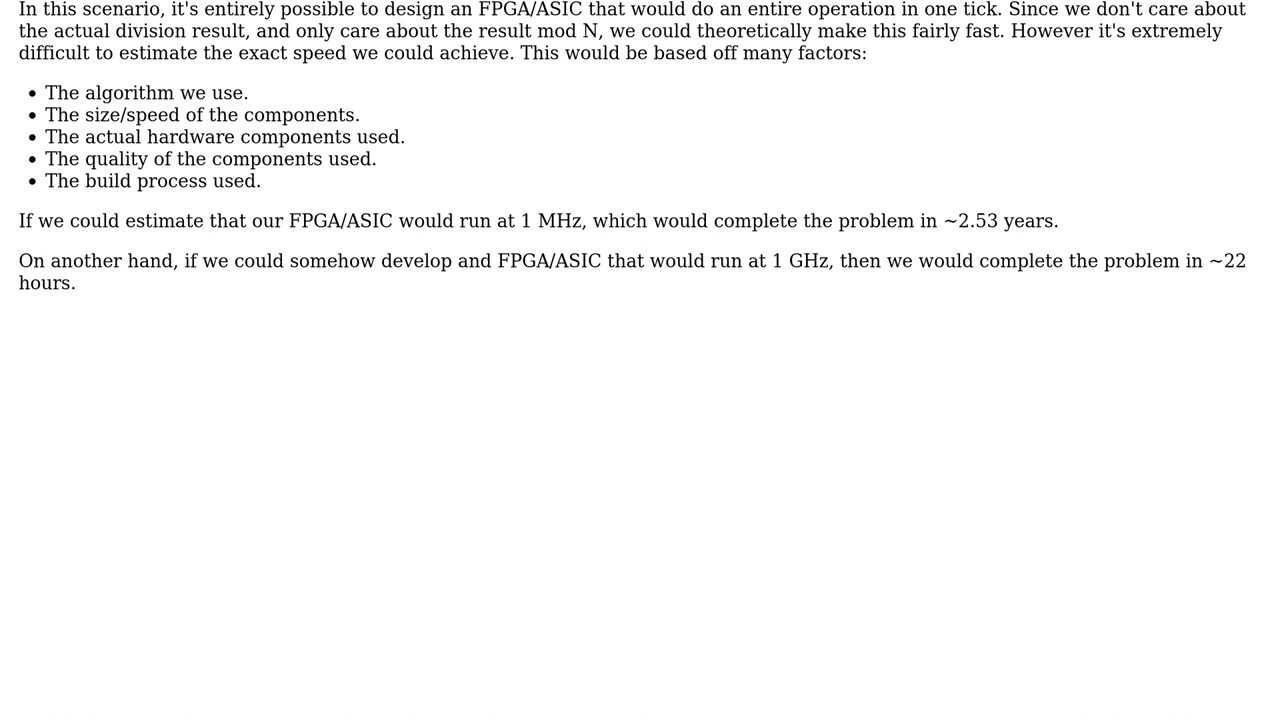 In this scenario, it's entirely possible to design an FPGA/ASIC that would do an entire operation in one tick. Since we don't care about
the actual division result, and only care about the result mod N, we could theoretically make this fairly fast. However it's extremely
difficult to estimate the exact speed we could achieve. This would be based off many factors:
• The algorithm we use.
• The size/speed of the components.
• The actual hardware components used.
• The quality of the components used.
• The build process used.
If we could estimate that our FPGA/ASIC would run at 1 MHz, which would complete the problem in ~2.53 years.
On another hand, if we could somehow develop and FPGA/ASIC that would run at 1 GHz, then we would complete the problem in ~22
hours.